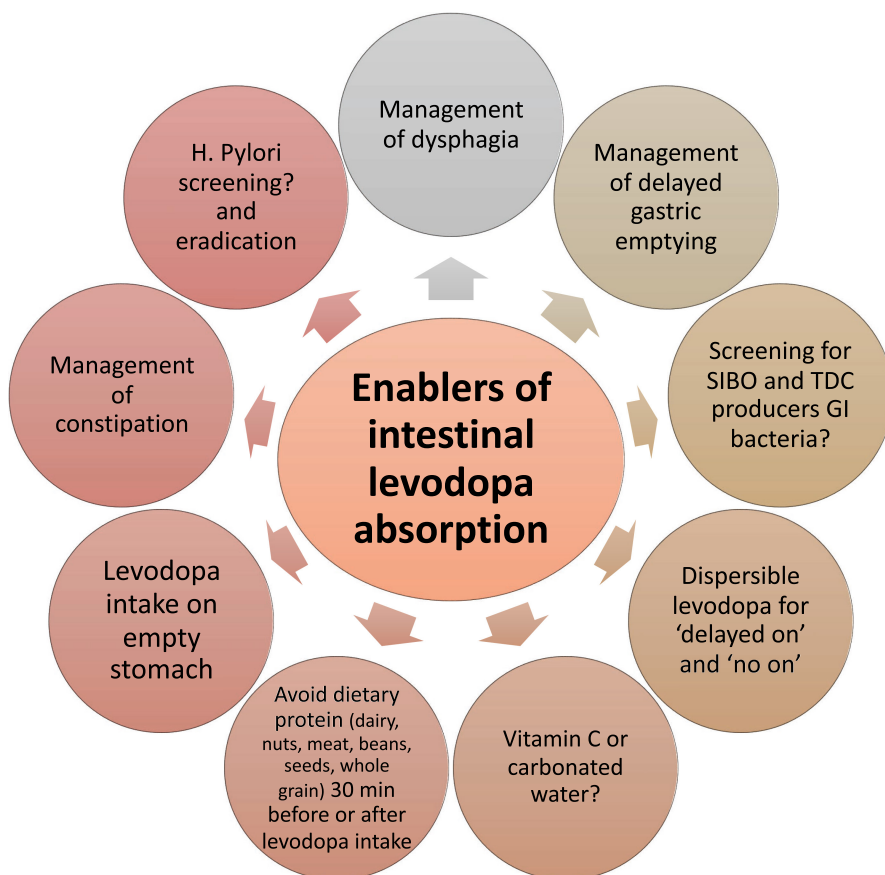 Management
of dysphagia
Management
of delayed
gastric
emptying
Screening for
SIBO and TDC
producers GI
bacteria?
Dispersible
levodopa for
‘delayed on’
and ‘no on’
Vitamin C or
carbonated
water?
Avoid dietary
protein (dairy,
nuts, meat, beans,
seeds, whole
grain) 30 min
before or after
levodopa intake
Levodopa
intake on
empty
stomach
Management
of
constipation
H. Pylori
screening?
and
eradication
Enablers of
intestinal
levodopa
absorption